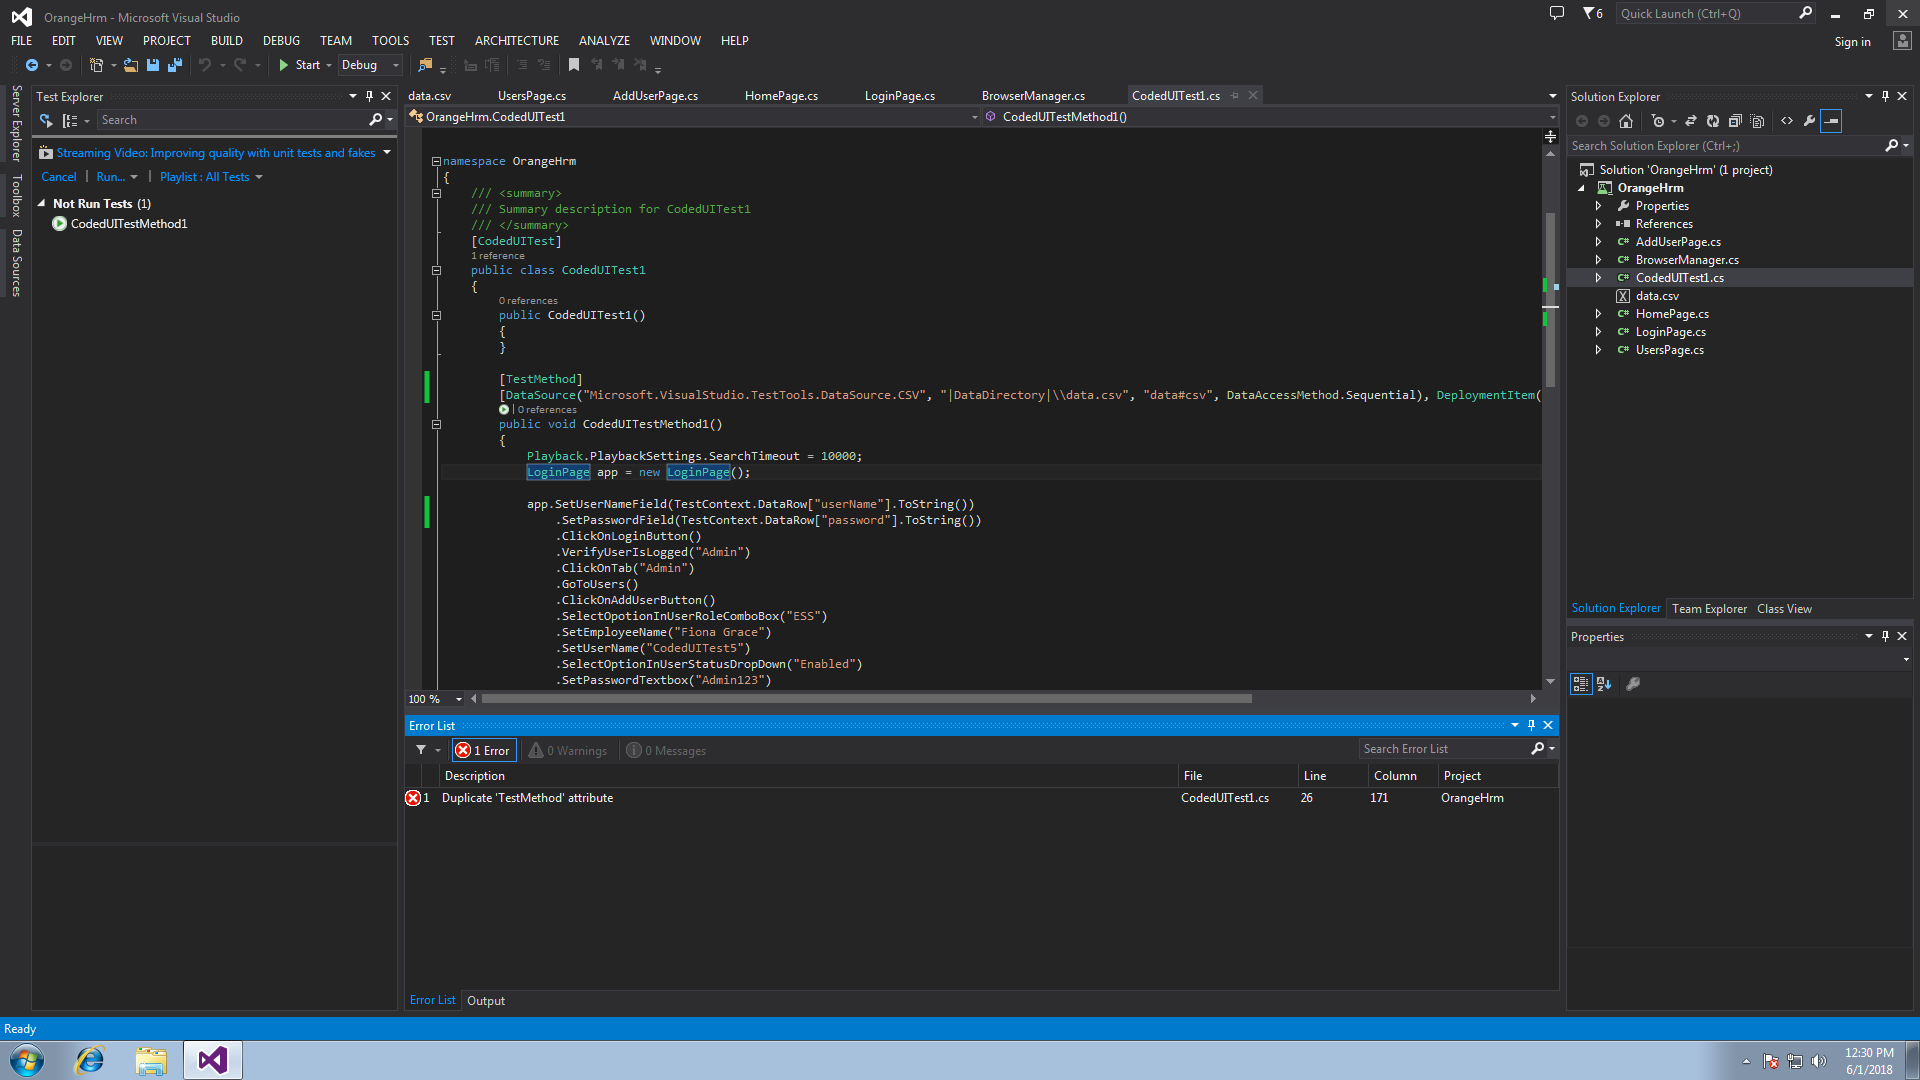 OrangeHrm - Microsoft Visual Studio
6
Quick Launch (Ctrl+Q)
FILE EDIT VIEW PROJECT BUILD DEBUG TEAM TOOLS TEST ARCHITECTURE ANALYZE WINDOW HELP
Sign in
Start Debug
Server Explorer
Toolbox
Data Sources
Test Explorer
Search
Streaming Video: Improving quality with unit tests and fakes
Cancel | Run... | Playlist : All Tests
Not Run Tests (1)
CodedUITestMethod1
data.csv UsersPage.cs AddUserPage.cs HomePage.cs LoginPage.cs BrowserManager.cs CodedUITest1.cs
OrangeHrm.CodedUITest1 CodedUITestMethod1()
namespace OrangeHrm
{
/// <summary>
/// Summary description for CodedUITest1
/// </summary>
[CodedUITest]
1 reference
public class CodedUITest1
{
0 references
public CodedUITest1()
{
}
[TestMethod]
[DataSource("Microsoft.VisualStudio.TestTools.DataSource.CSV", "|DataDirectory|\\data.csv", "data#csv", DataAccessMethod.Sequential), DeploymentItem(
| 0 references
public void CodedUITestMethod1()
{
Playback.PlaybackSettings.SearchTimeout = 10000;
LoginPage app = new LoginPage();
app.SetUserNameField(TestContext.DataRow["userName"].ToString())
.SetPasswordField(TestContext.DataRow["password"].ToString())
.ClickOnLoginButton()
.VerifyUserIsLogged("Admin")
.ClickOnTab("Admin")
.GoToUsers()
.ClickOnAddUserButton()
.SelectOpotionInUserRoleComboBox("ESS")
.SetEmployeeName("Fiona Grace")
.SetUserName("CodedUITest5")
.SelectOptionInUserStatusDropDown("Enabled")
.SetPasswordTextbox("Admin123")
100 %
Error List
1 Error 0 Warnings 0 Messages
Search Error List
Description File Line Column Project
1 Duplicate 'TestMethod' attribute CodedUITest1.cs 26 171 OrangeHrm
Error List Output
Solution Explorer
Search Solution Explorer (Ctrl+;)
Solution 'OrangeHrm' (1 project)
OrangeHrm
Properties
References
AddUserPage.cs
BrowserManager.cs
CodedUITest1.cs
data.csv
HomePage.cs
LoginPage.cs
UsersPage.cs
Solution Explorer Team Explorer Class View
Properties
Ready
12:30 PM
6/1/2018